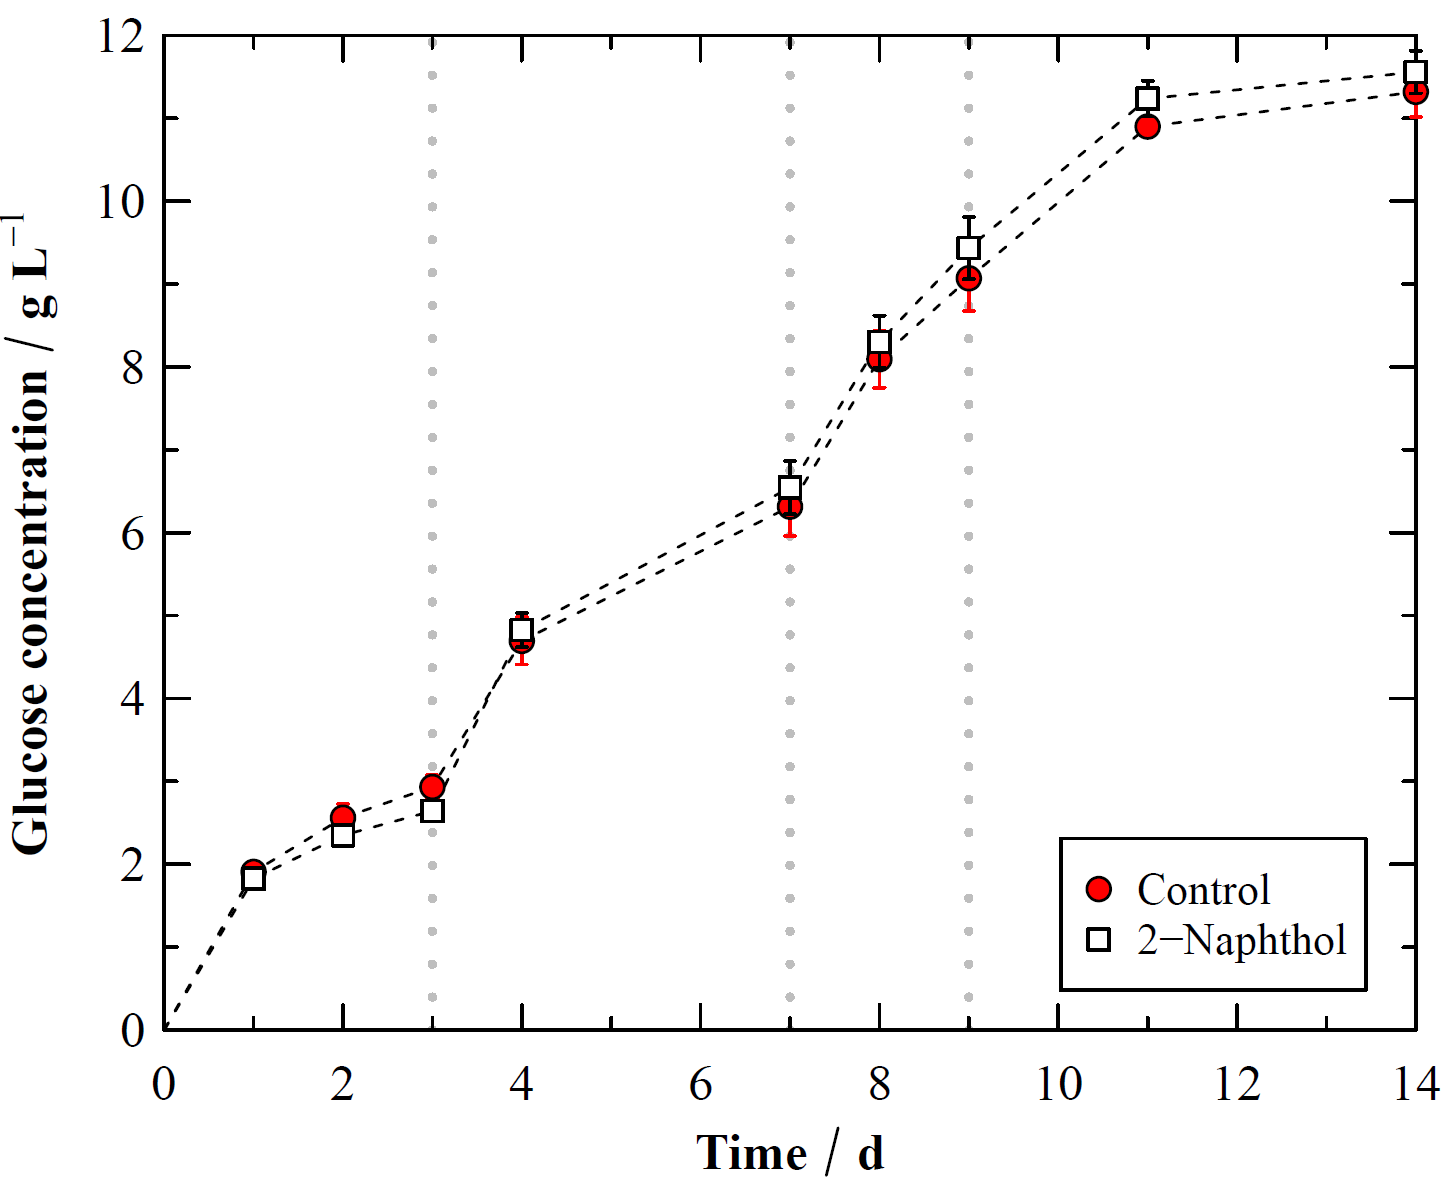 12
10
8
6
4
2
0
Glucose concentration / g L−1
0 2 4 6 8 10 12 14
Time / d
Control
2−Naphthol